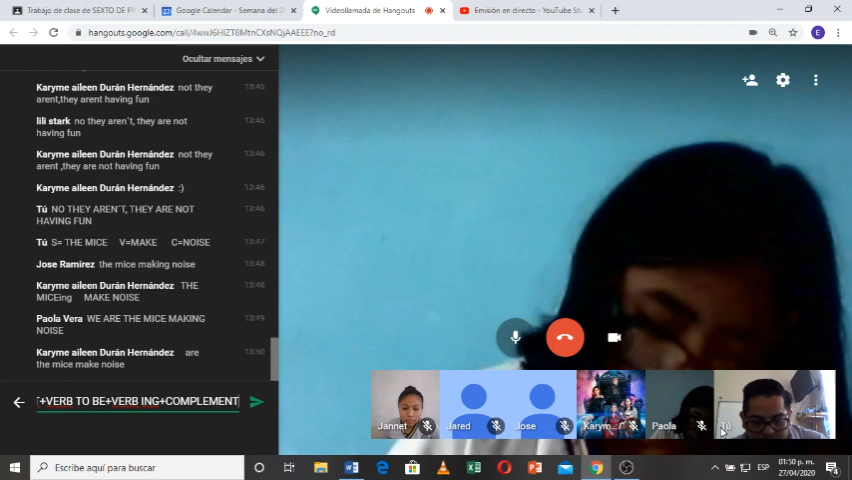 Trabajo de clase de SEXTO DE PR
Google Calendar - Semana del 2
Videollamada de Hangouts
Emisión en directo - YouTube St
hangouts.google.com/call/4wwJ6HIZT8MtnCXsNQjAAEEE?no_rd
E
Ocultar mensajes
Karyme aileen Durán Hernández not they 13:45
arent,they arent having fun
lili stark no they aren´t, they are not 13:45
having fun
Karyme aileen Durán Hernández not they 13:46
arent ,they are not having fun
Karyme aileen Durán Hernández :) 13:46
Tú NO THEY AREN´T, THEY ARE NOT 13:46
HAVING FUN
Tú S= THE MICE V=MAKE C=NOISE 13:47
Jose Ramirez the mice making noise 13:48
Karyme aileen Durán Hernández THE 13:48
MICEing MAKE NOISE
Paola Vera WE ARE THE MICE MAKING 13:49
NOISE
Karyme aileen Durán Hernández are 13:50
the mice make noise
+VERB TO BE+VERB ING+COMPLEMENT
Jannet
Jared
Jose
Karym...
Paola
Tú
Escribe aquí para buscar
ESP
01:50 p. m.
27/04/2020
4